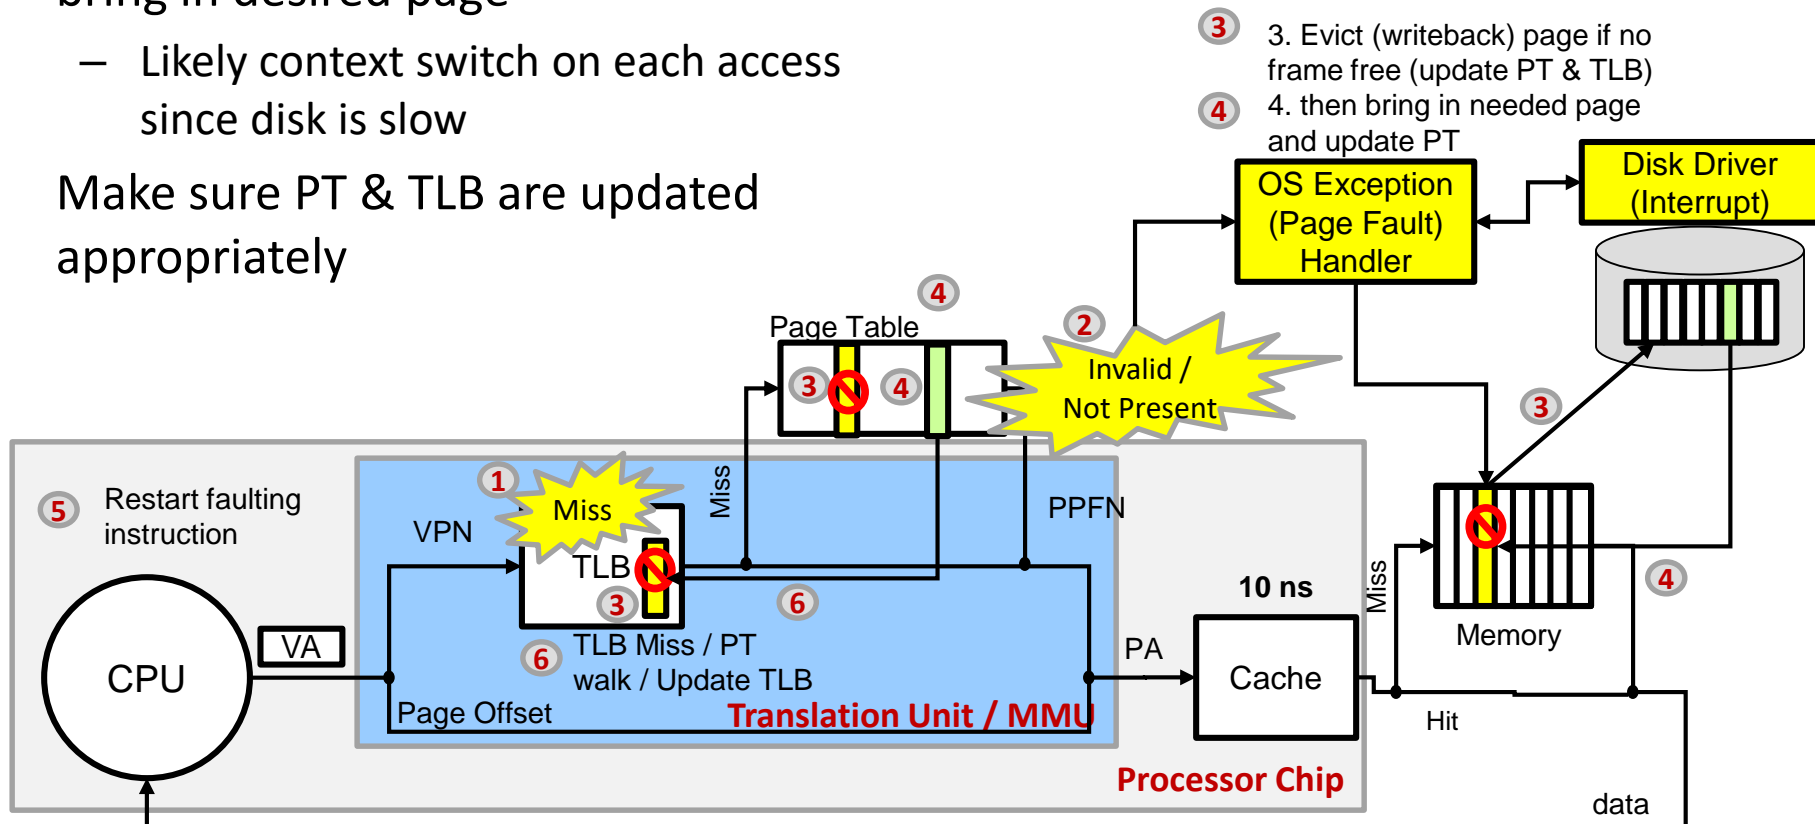 bring in desired page
– Likely context switch on each access
since disk is slow
Make sure PT & TLB are updated
appropriately
3
3. Evict (writeback) page if no
frame free (update PT & TLB)
4
4. then bring in needed page
and update PT
OS Exception
(Page Fault)
Handler
Disk Driver
(Interrupt)
4
Page Table
2
Invalid /
Not Present
3
4
3
1
Miss
Miss
PPFN
5
Restart faulting
instruction
VPN
TLB
3
6
10 ns
Miss
4
Memory
VA
6
TLB Miss / PT
walk / Update TLB
PA
CPU
Cache
Page Offset
Translation Unit / MMU
Hit
Processor Chip
data